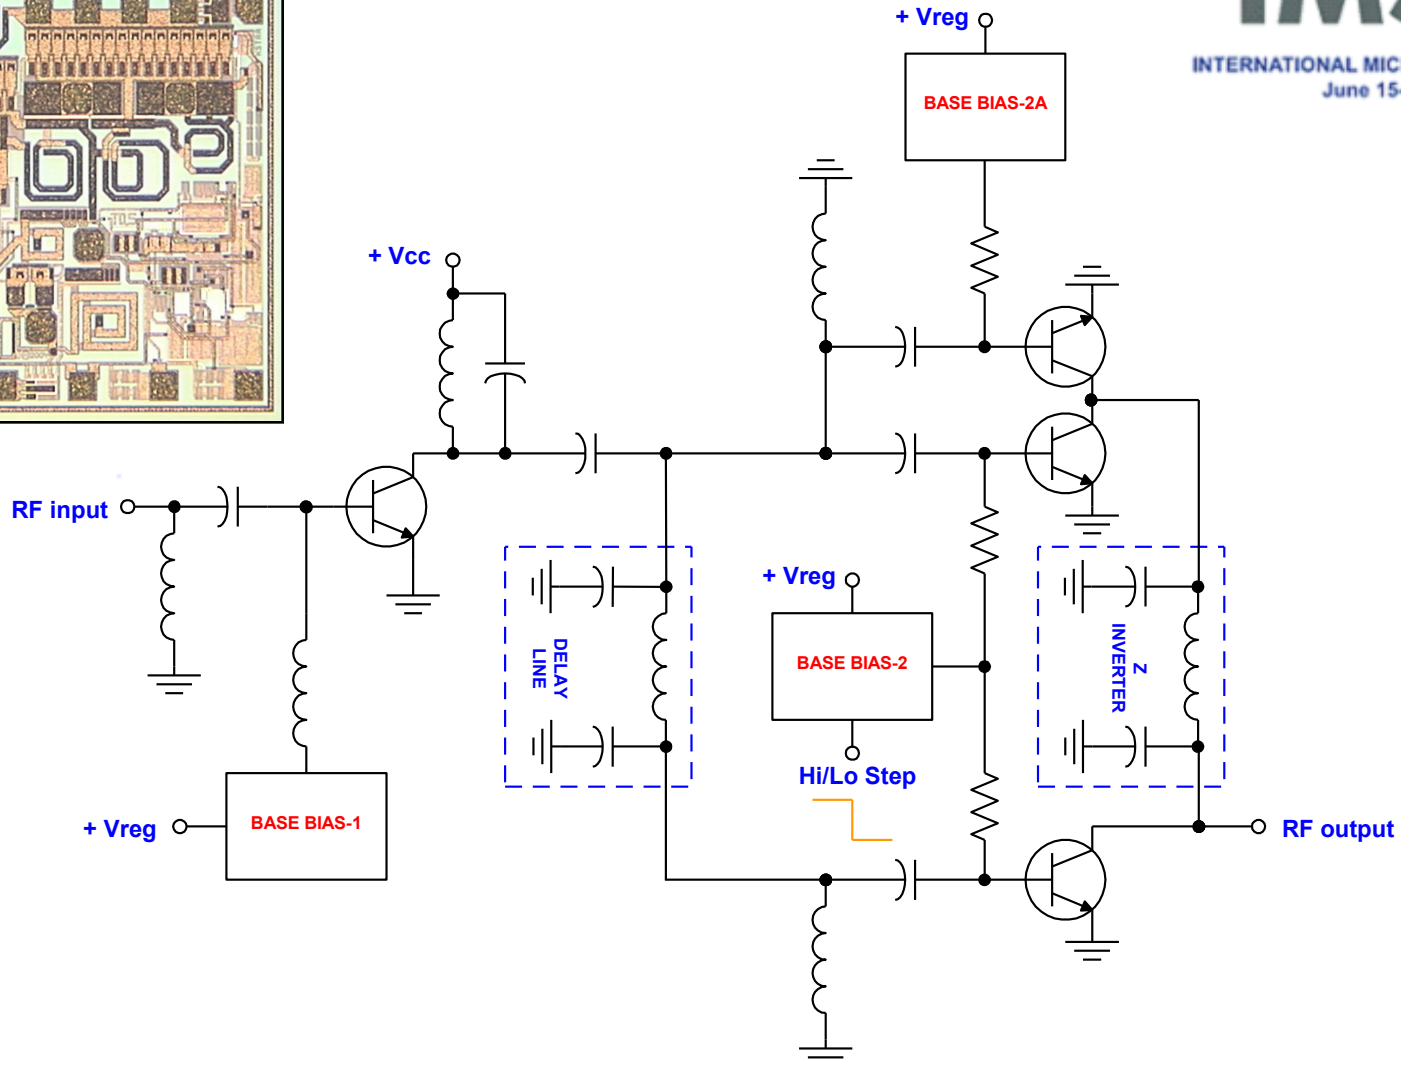 + Vreg
INTERNATIONAL
June 15-
BASE BIAS-2A
+ Vcc
RF input
+ Vreg
BASE BIAS-2
Hi/Lo Step
DELAY
LINE
Z
INVERTER
+ Vreg
BASE BIAS-1
RF output